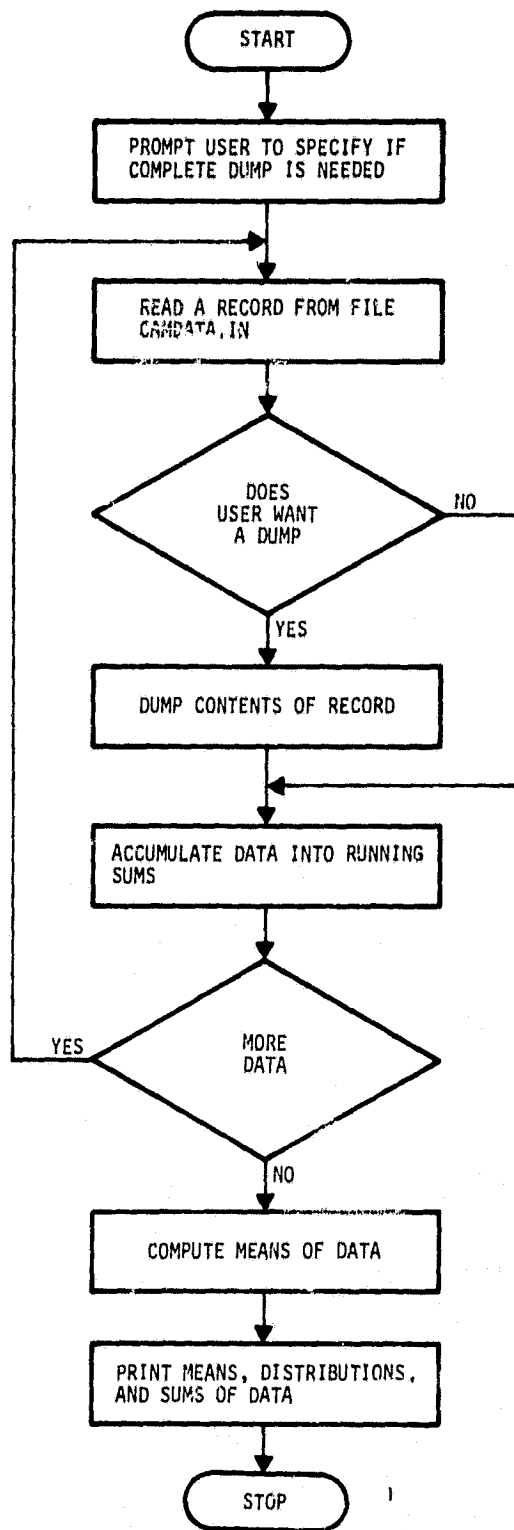 START
PROMPT USER TO SPECIFY IF
COMPLETE DUMP IS NEEDED
READ A RECORD FROM FILE
DOES
USER WANT
A DUMP
NO
YES
DUMP CONTENTS OF RECORD
ACCUMULATE DATA INTO RUNNING
SUMS
YES
MORE
DATA
NO
COMPUTE MEANS OF DATA
PRINT MEANS, DISTRIBUTIONS,
AND SUMS OF DATA
STOP